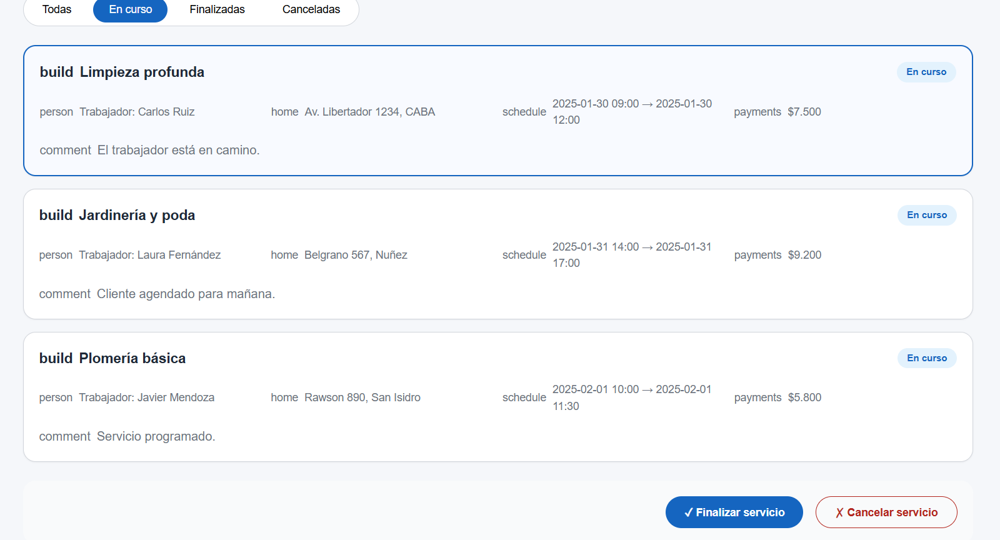 Todas En curso Finalizadas Canceladas
build Limpieza profunda En curso
person Trabajador: Carlos Ruiz home Av. Libertador 1234, CABA schedule 2025-01-30 09:00 → 2025-01-30 12:00 payments $7.500
comment El trabajador está en camino.
build Jardinería y poda En curso
person Trabajador: Laura Fernández home Belgrano 567, Nuñez schedule 2025-01-31 14:00 → 2025-01-31 17:00 payments $9.200
comment Cliente agendado para mañana.
build Plomería básica En curso
person Trabajador: Javier Mendoza home Rawson 890, San Isidro schedule 2025-02-01 10:00 → 2025-02-01 11:30 payments $5.800
comment Servicio programado.
✓ Finalizar servicio ✗ Cancelar servicio